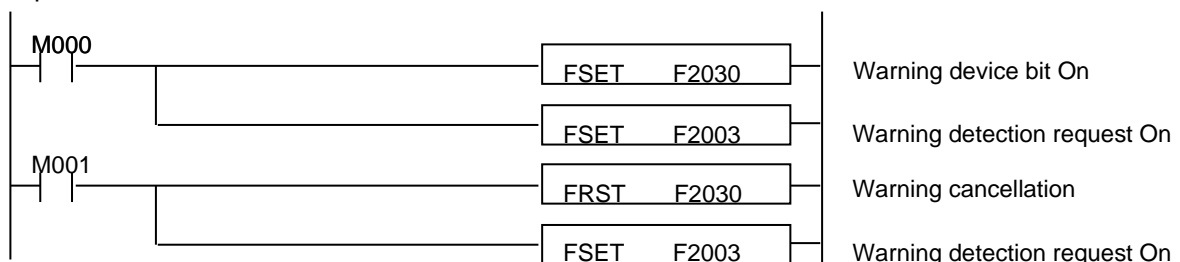 M000
FSET F2030 Warning device bit On
FSET F2003 Warning detection request On
M001
FRST F2030 Warning cancellation
FSET F2003 Warning detection request On